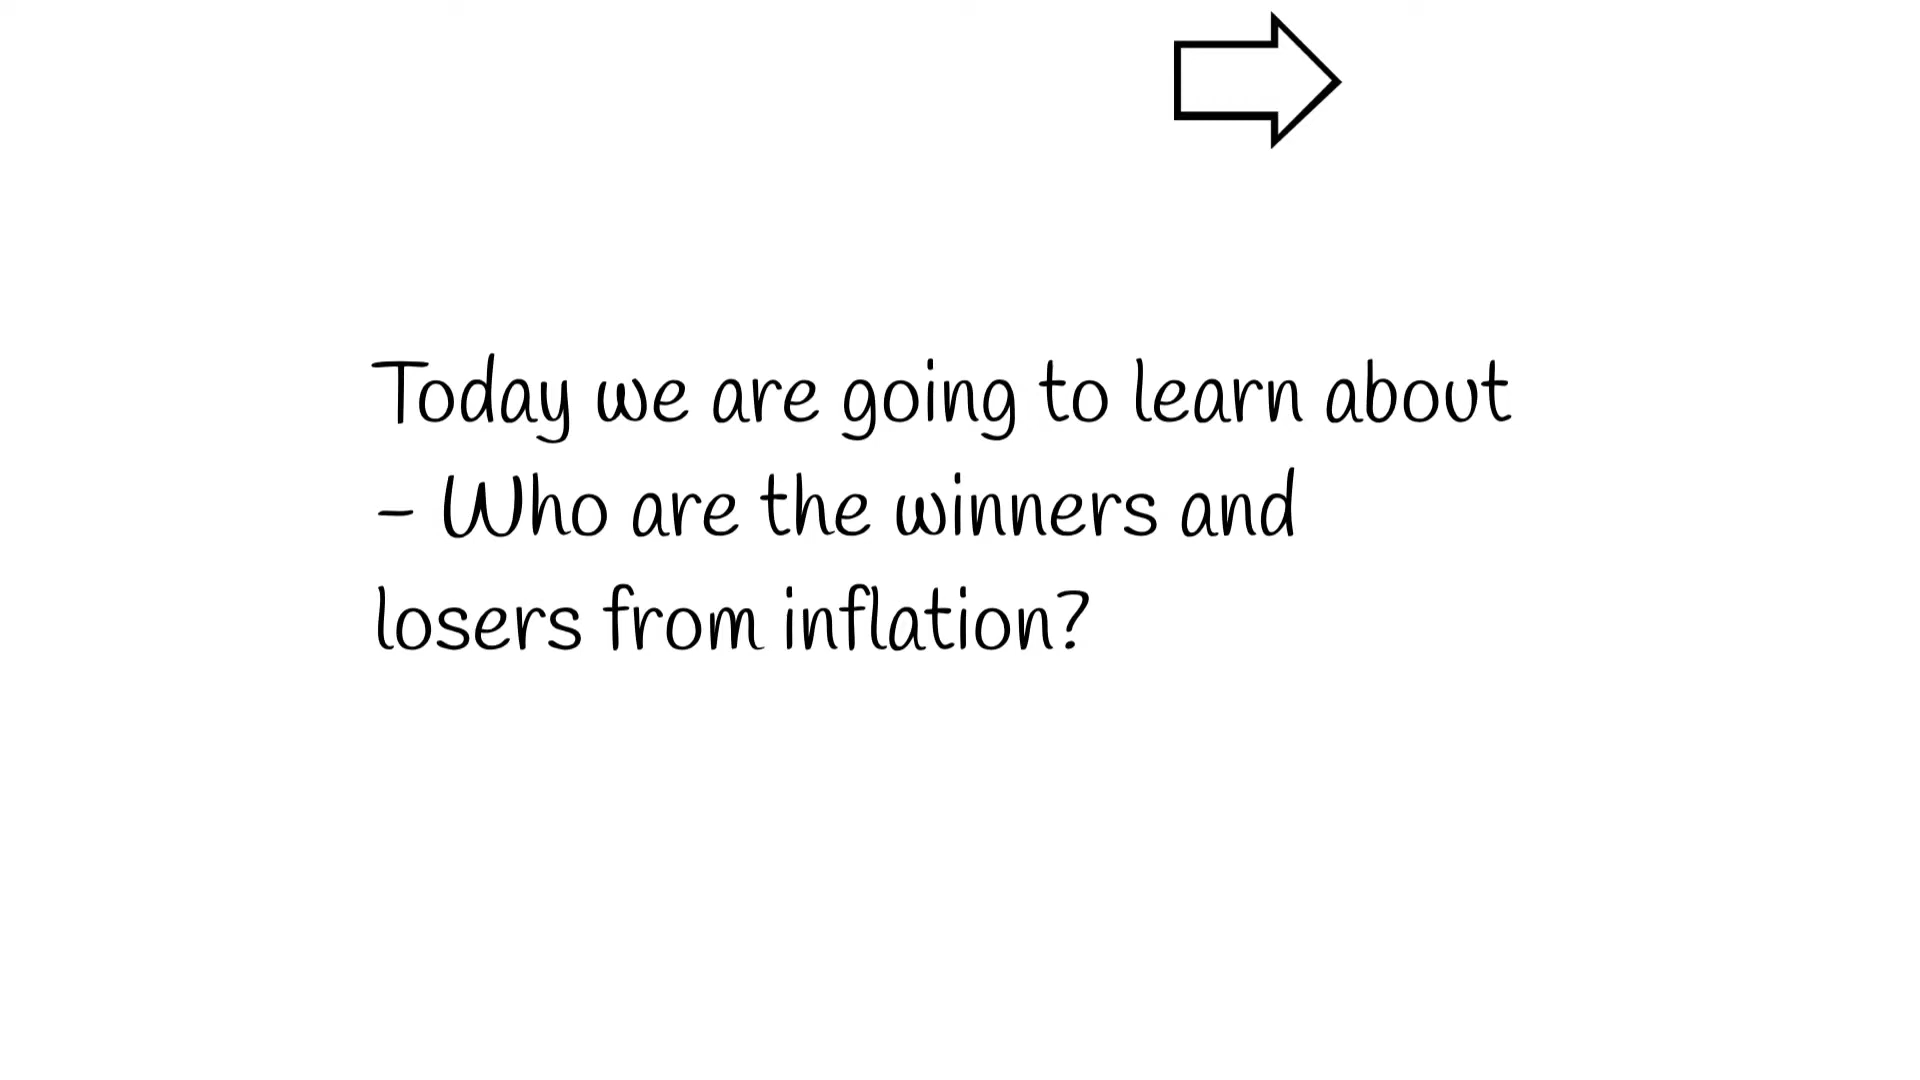 Today we are going to learn about
- Who are the winners and
losers from inflation?